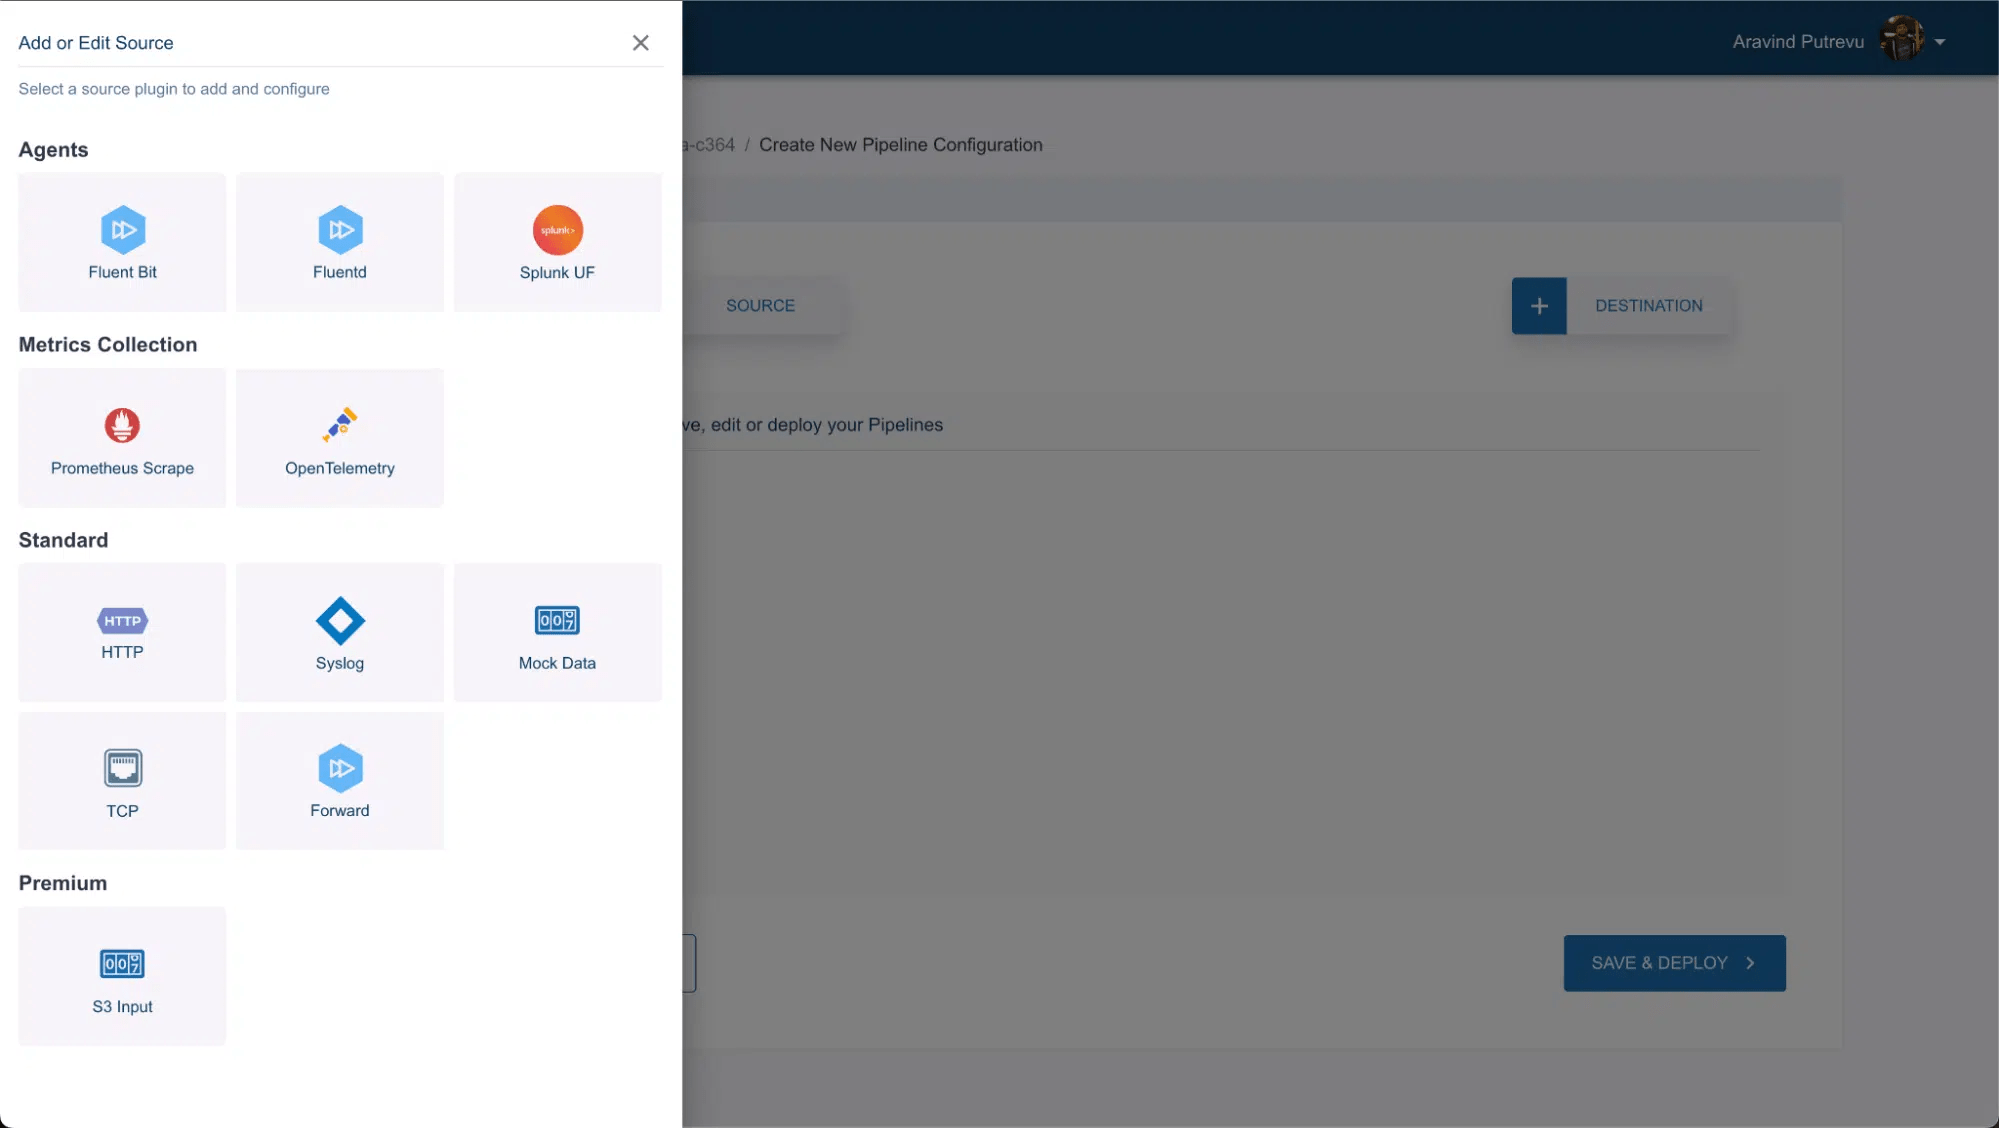 Add or Edit Source
Select a source plugin to add and configure
Agents
Fluent Bit
Fluentd
splunk>
Splunk UF
Metrics Collection
Prometheus Scrape
OpenTelemetry
Standard
HTTP
HTTP
Syslog
007
Mock Data
TCP
Forward
Premium
007
S3 Input
Aravind Putrevu
a-c364 / Create New Pipeline Configuration
SOURCE
+ DESTINATION
ve, edit or deploy your Pipelines
SAVE & DEPLOY >